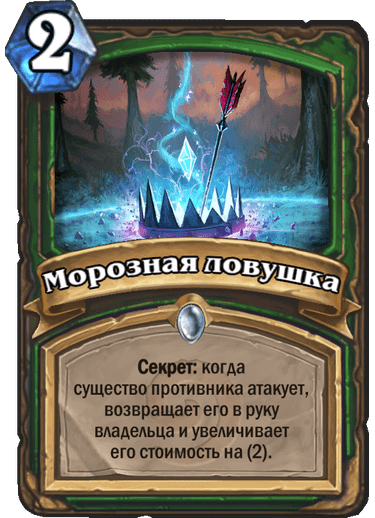 2
Морозная ловушка
Секрет: когда
существо противника атакует,
возвращает его в руку
владельца и увеличивает
его стоимость на (2).